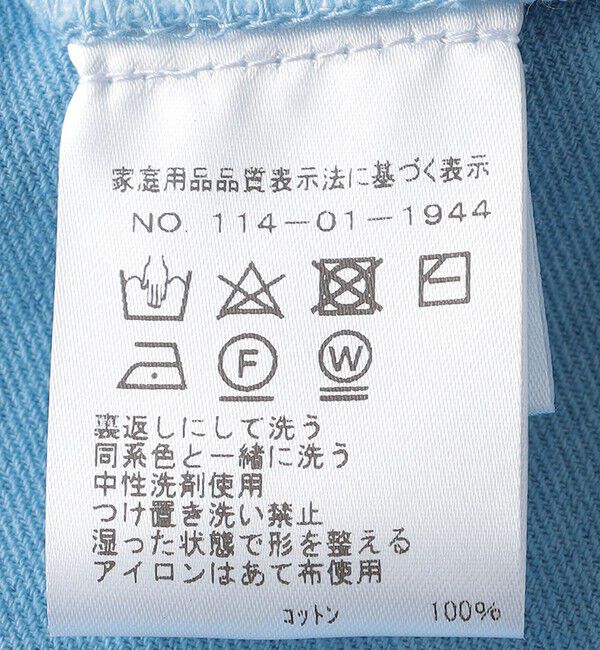 家庭用品品質表示法に基づく表示
NO. 114-01-1944
F W
裏返しにして洗う
同系色と一緒に洗う
中性洗剤使用
つけ置き洗い禁止
湿った状態で形を整える
アイロンはあて布使用
コットン 100%